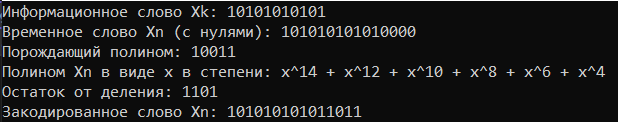 Информационное слово Xk: 10101010101
Временное слово Xn (с нулями): 101010101010000
Порождающий полином: 10011
Полином Xn в виде x в степени: x^14 + x^12 + x^10 + x^8 + x^6 + x^4
Остаток от деления: 1101
Закодированное слово Xn: 101010101011011